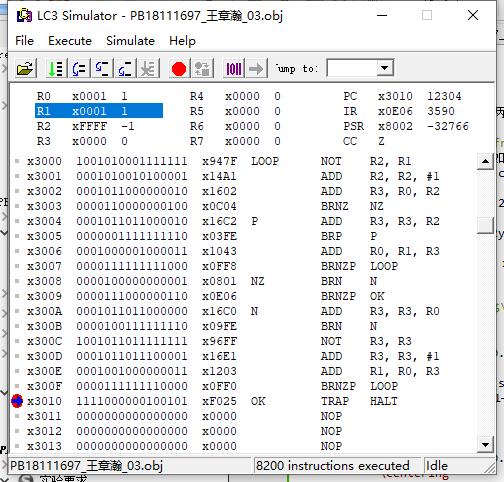 LC3 Simulator - PB18111697_王章瀚_03.obj
File Execute Simulate Help
Jump to:
R0 x0001 1 R4 x0000 0 PC x3010 12304
R1 x0001 1 R5 x0000 0 IR x0E06 3590
R2 xFFFF -1 R6 x0000 0 PSR x8002 -32766
R3 x0000 0 R7 x0000 0 CC Z
x3000 1001010001111111 x947F LOOP NOT R2, R1
x3001 0001010010100001 x14A1 ADD R2, R2, #1
x3002 0001011000000010 x1602 ADD R3, R0, R2
x3003 0000110000000100 x0C04 BRNZ NZ
x3004 0001011011000010 x16C2 P ADD R3, R3, R2
x3005 0000001111111110 x03FE BRP P
x3006 0001000001000011 x1043 ADD R0, R1, R3
x3007 0000111111111000 x0FF8 BRNZP LOOP
x3008 0000100000000001 x0801 NZ BRN N
x3009 0000111000000110 x0E06 BRNZP OK
x300A 0001011011000000 x16C0 N ADD R3, R3, R0
x300B 0000100111111110 x09FE BRN N
x300C 1001011011111111 x96FF NOT R3, R3
x300D 0001011011100001 x16E1 ADD R3, R3, #1
x300E 0001001000000011 x1203 ADD R1, R0, R3
x300F 0000111111110000 x0FF0 BRNZP LOOP
x3010 1111000000100101 xF025 OK TRAP HALT
x3011 0000000000000000 x0000 NOP
x3012 0000000000000000 x0000 NOP
x3013 0000000000000000 x0000 NOP
PB18111697_王章瀚_03.obj 8200 instructions executed Idle